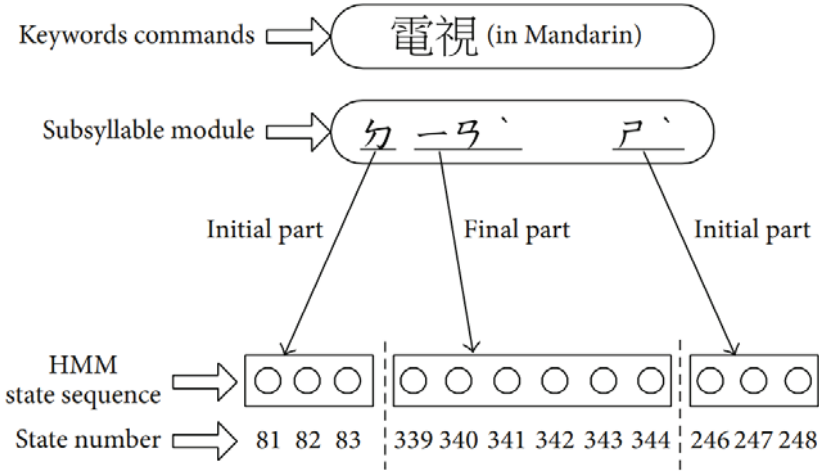 Keywords commands 電視 (in Mandarin)
Subsyllable module ㄉ ㄧㄢˋ ㄕˋ
Initial part Final part Initial part
HMM
state sequence
State number 81 82 83 339 340 341 342 343 344 246 247 248